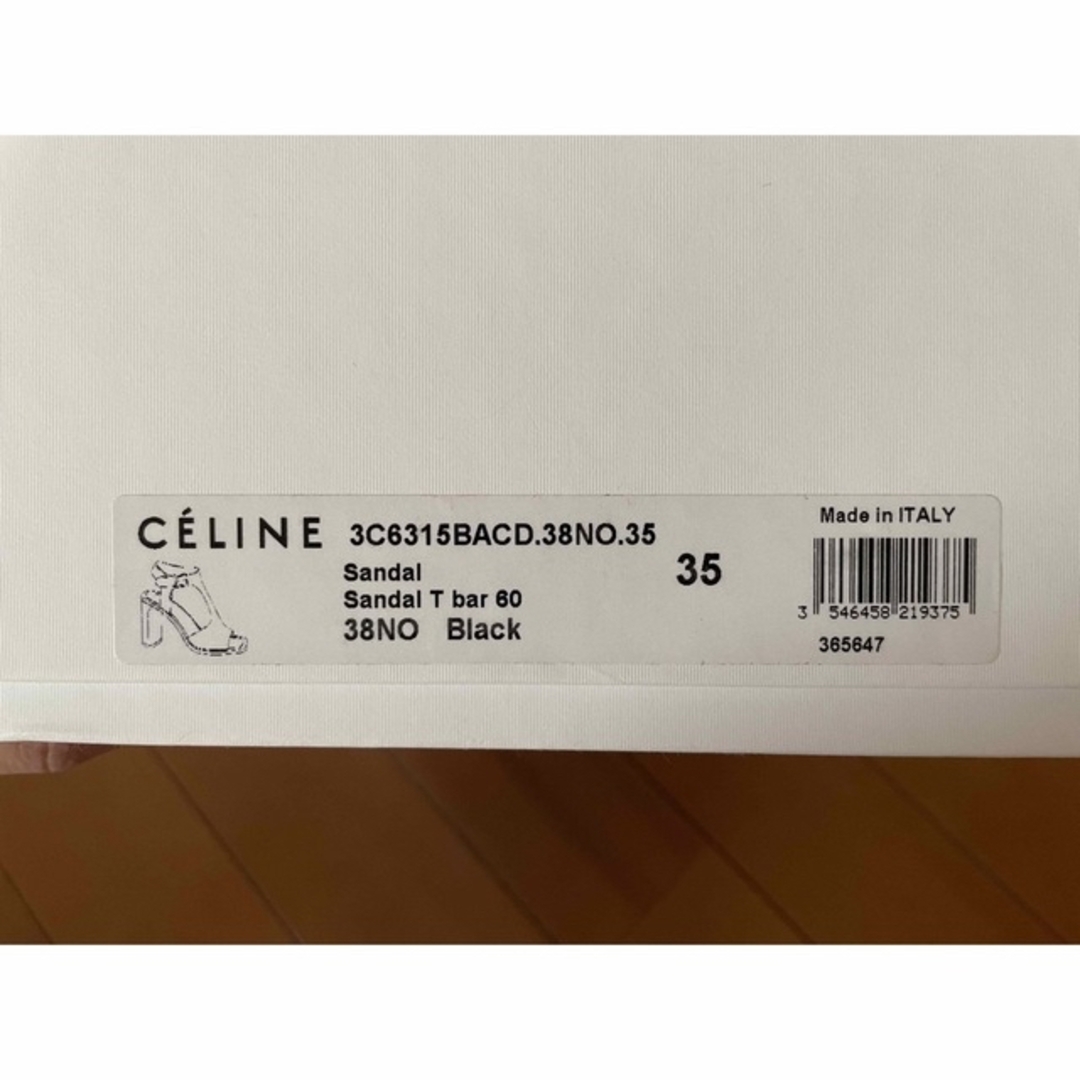 CÉLINE 3C6315BACD.38NO.35
Sandal
Sandal T bar 60
38NO Black
35
Made in ITALY
3 546458 219375
365647